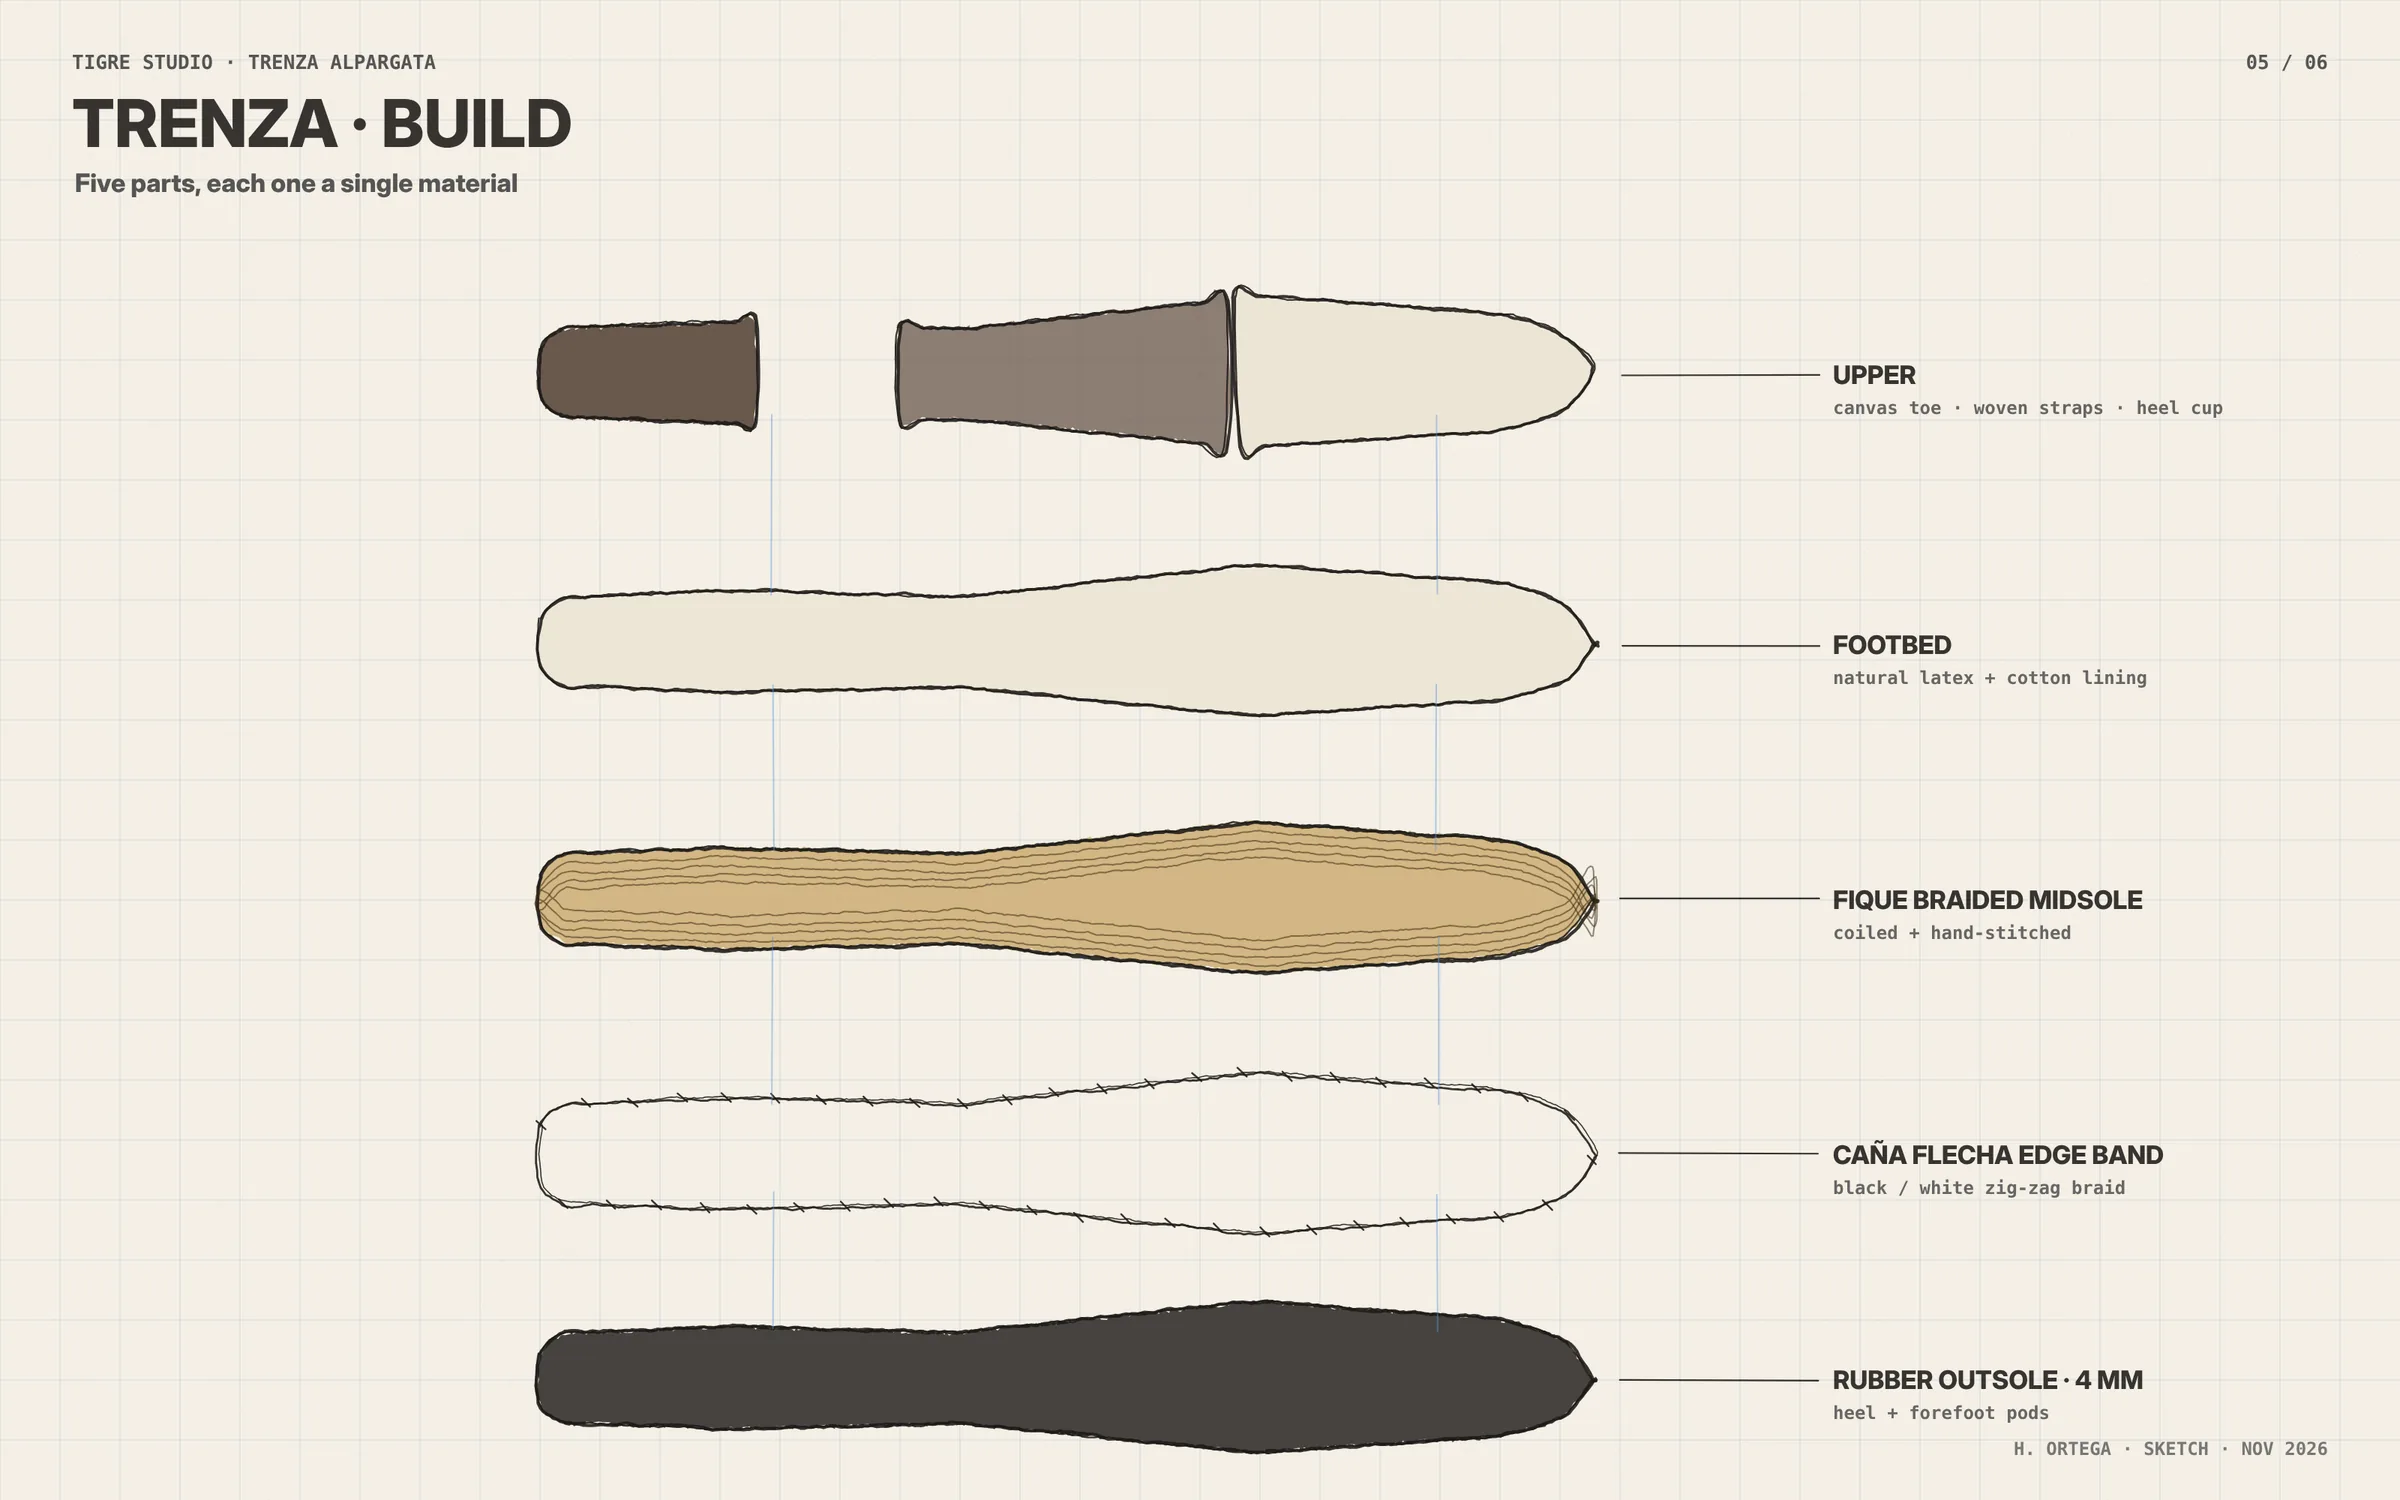 TIGRE STUDIO · TRENZA ALPARGATA
05 / 06
TRENZA · BUILD
Five parts, each one a single material
UPPER
canvas toe · woven straps · heel cup
FOOTBED
natural latex + cotton lining
FIQUE BRAIDED MIDSOLE
coiled + hand-stitched
CAÑA FLECHA EDGE BAND
black / white zig-zag braid
RUBBER OUTSOLE · 4 MM
heel + forefoot pods
H. ORTEGA · SKETCH · NOV 2026